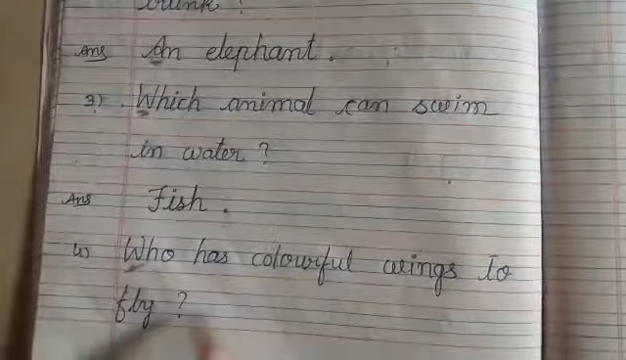 trunk ?
Ans An elephant.
3) Which animal can swim
in water ?
Ans Fish.
4) Who has colourful wings to
fly ?